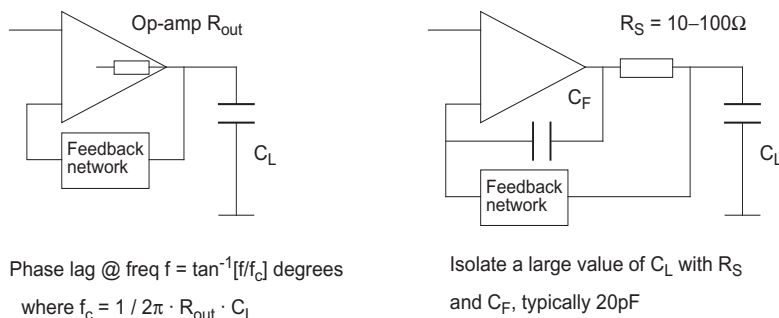 Op-amp R_out
Feedback
network
C_L
Phase lag @ freq f = tan⁻¹[f/f_c] degrees
where f_c = 1 / 2π · R_out · C_L
R_S = 10–100Ω
C_F
Feedback
network
C_L
Isolate a large value of C_L with R_S
and C_F, typically 20pF